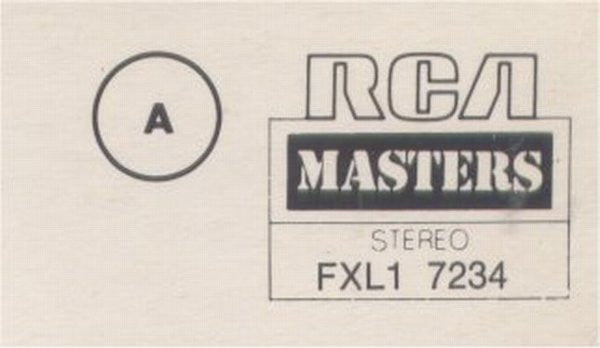 A
RCA
MASTERS
STEREO
FXL1 7234